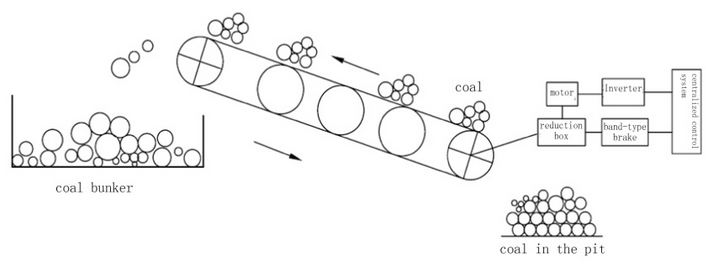 coal
motor
Inverter
reduction
box
band-type
brake
centralized control
system
coal bunker
coal in the pit